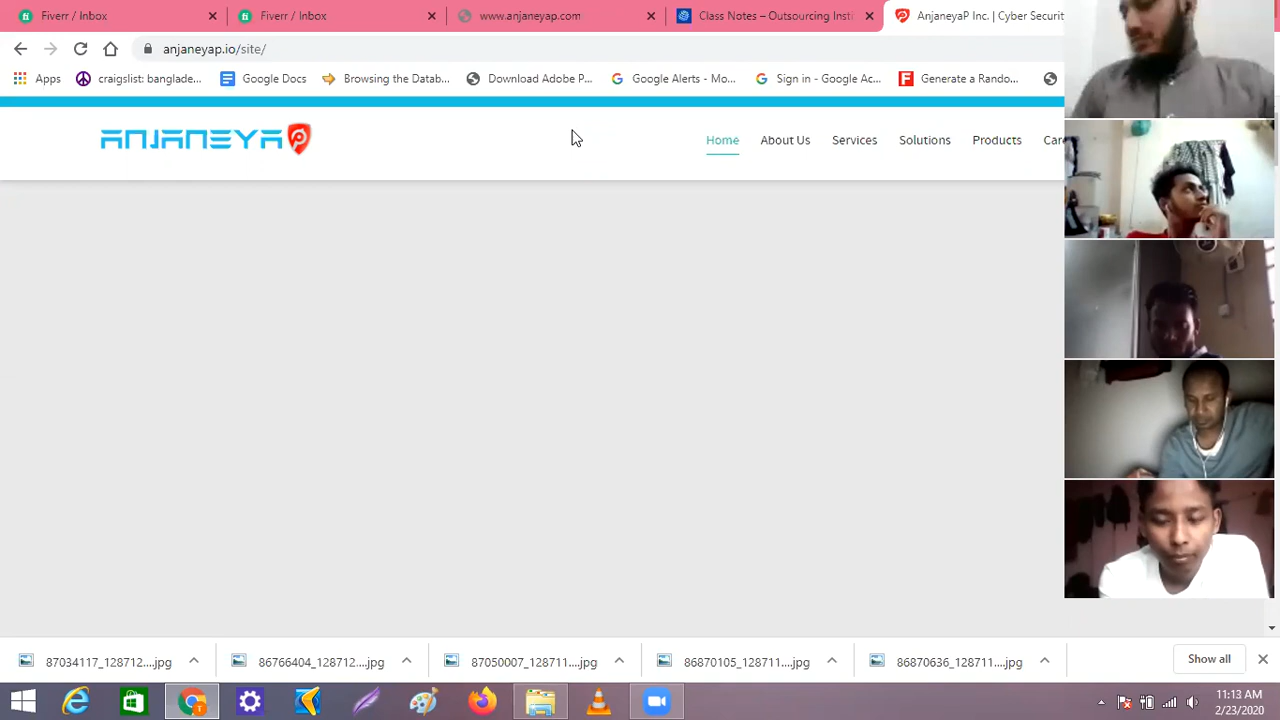 Fiverr / Inbox
Fiverr / Inbox
www.anjaneyap.com
Class Notes – Outsourcing Insti
AnjaneyaP Inc. | Cyber Securit
anjaneyap.io/site/
Apps
craigslist: banglade...
Google Docs
Browsing the Datab...
Download Adobe P...
Google Alerts - Mo...
Sign in - Google Ac...
Generate a Rando...
ANJANEYA
Home
About Us
Services
Solutions
Products
Care
87034117_128712....jpg
86766404_128712....jpg
87050007_128711....jpg
86870105_128711....jpg
86870636_128711....jpg
Show all
11:13 AM
2/23/2020